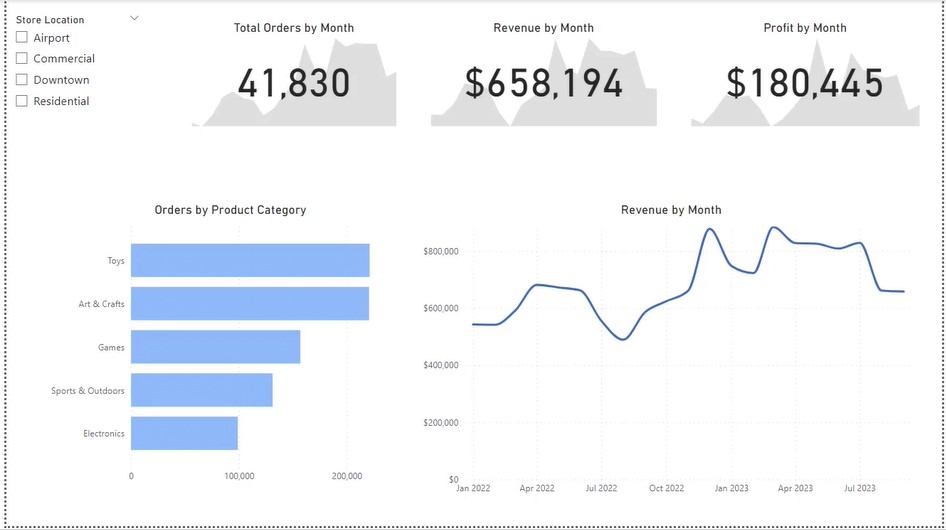 Store Location
Airport
Commercial
Downtown
Residential
Total Orders by Month
41,830
Revenue by Month
$658,194
Profit by Month
$180,445
Orders by Product Category
Toys
Art & Crafts
Games
Sports & Outdoors
Electronics
0
100,000
200,000
Revenue by Month
$800,000
$600,000
$400,000
$200,000
$0
Jan 2022
Apr 2022
Jul 2022
Oct 2022
Jan 2023
Apr 2023
Jul 2023